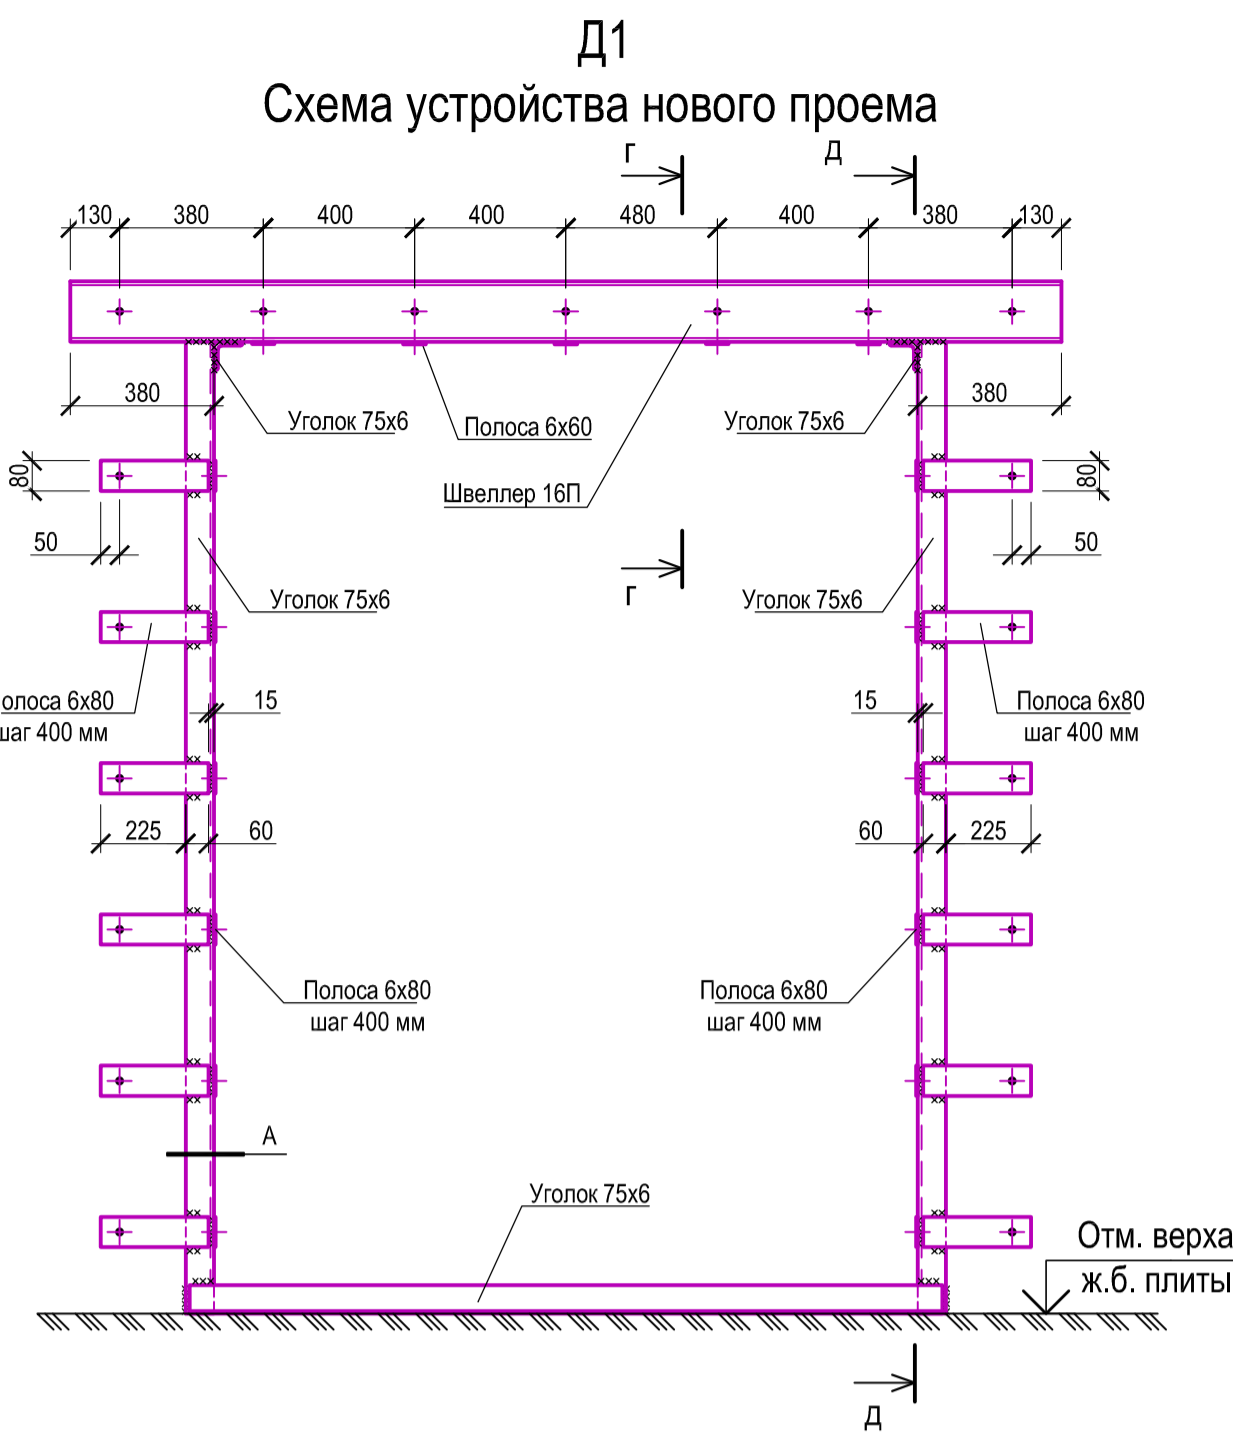 Д1
Схема устройства нового проема
Г
Д
130 380 400 400 480 400 380 130
380
Уголок 75х6
Полоса 6х60
Уголок 75х6
380
80
Швеллер 16П
80
50
50
Г
Уголок 75х6
Уголок 75х6
олоса 6х80
шаг 400 мм
15
15
Полоса 6х80
шаг 400 мм
225 60
60 225
Полоса 6х80
шаг 400 мм
Полоса 6х80
шаг 400 мм
А
Уголок 75х6
Отм. верха
ж.б. плиты
Д